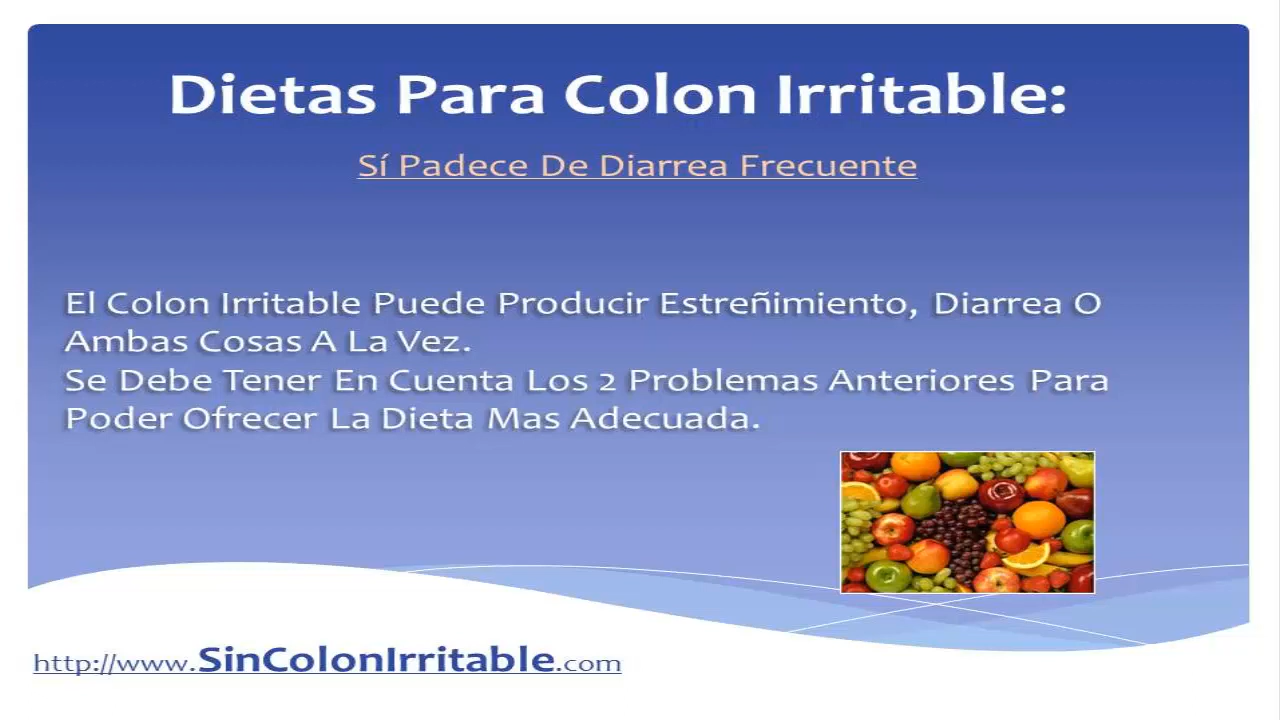 Dietas Para Colon Irritable:
Sí Padece De Diarrea Frecuente
El Colon Irritable Puede Producir Estreñimiento, Diarrea O
Ambas Cosas A La Vez.
Se Debe Tener En Cuenta Los 2 Problemas Anteriores Para
Poder Ofrecer La Dieta Mas Adecuada.
http://www.SinColonIrritable.com